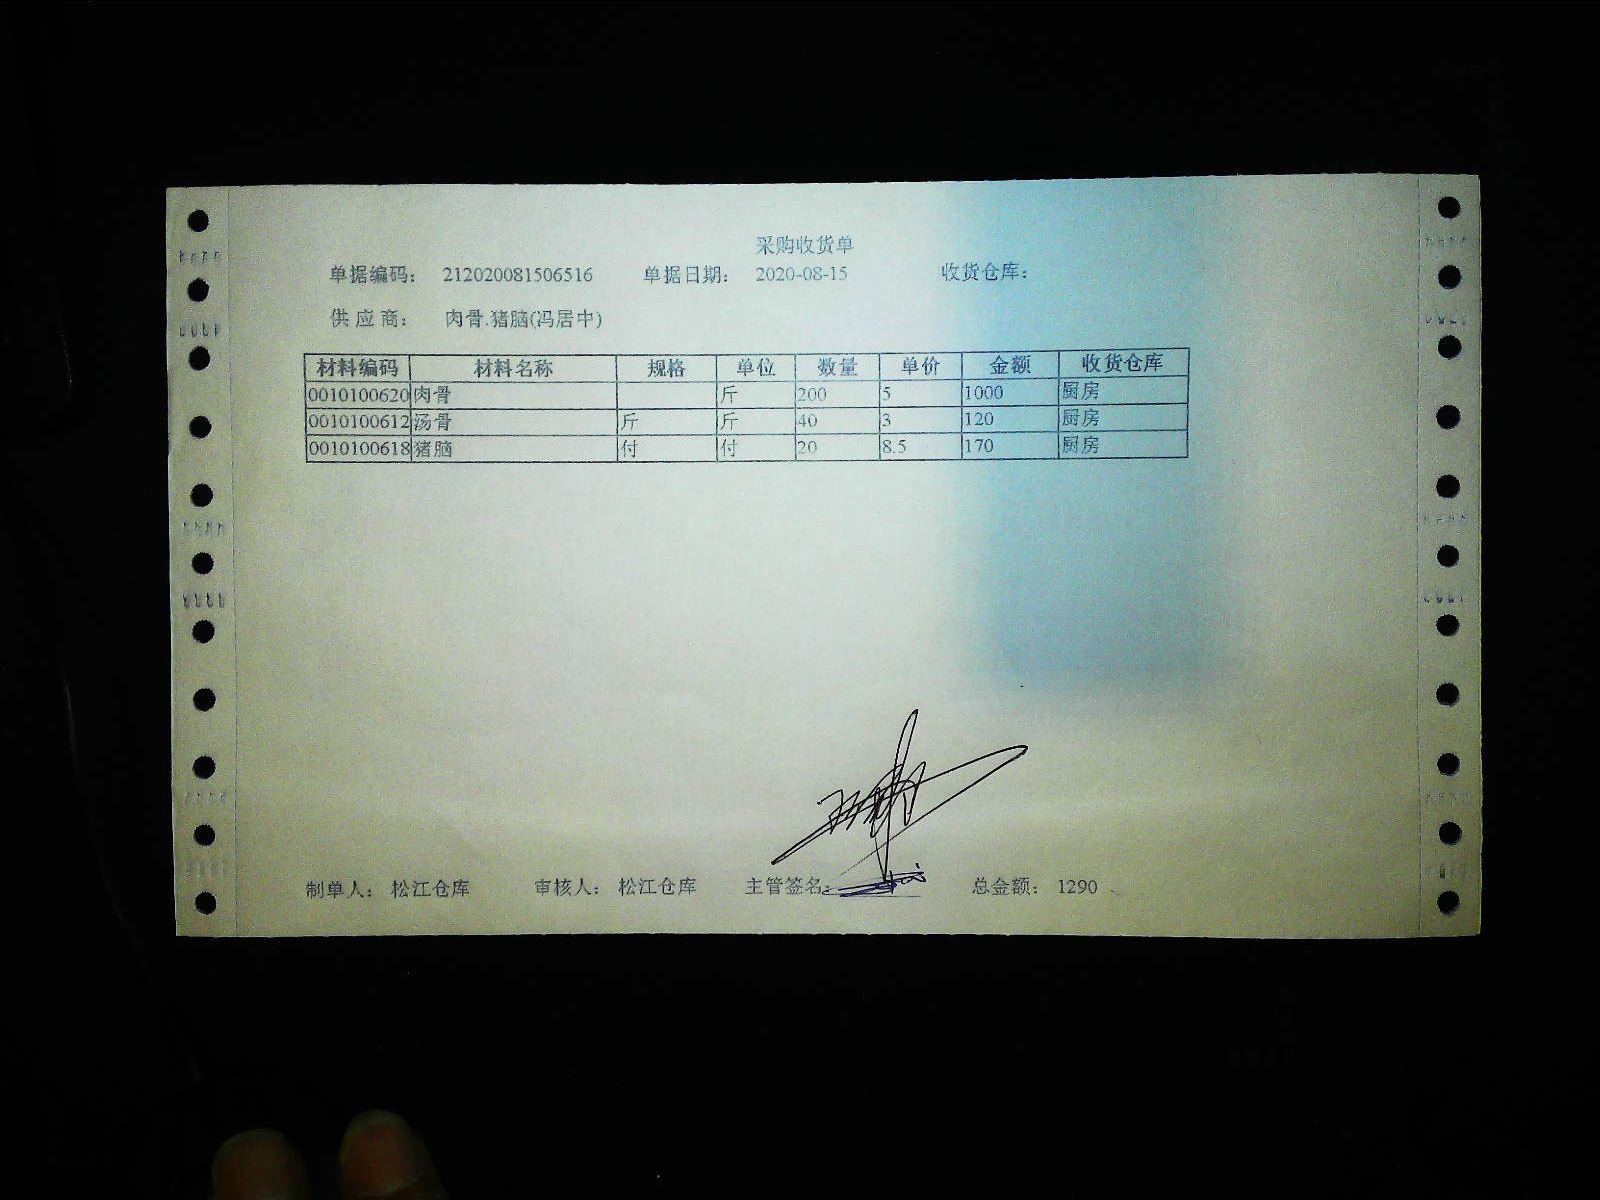 采购收货单
单据编码： 212020081506516 单据日期： 2020-08-15 收货仓库：
供 应 商： 肉骨.猪脑(冯居中)
材料编码 材料名称 规格 单位 数量 单价 金额 收货仓库
0010100620 肉骨 斤 200 5 1000 厨房
0010100612 汤骨 斤 斤 40 3 120 厨房
0010100618 猪脑 付 付 20 8.5 170 厨房
制单人： 松江仓库 审核人： 松江仓库 主管签名： 总金额： 1290